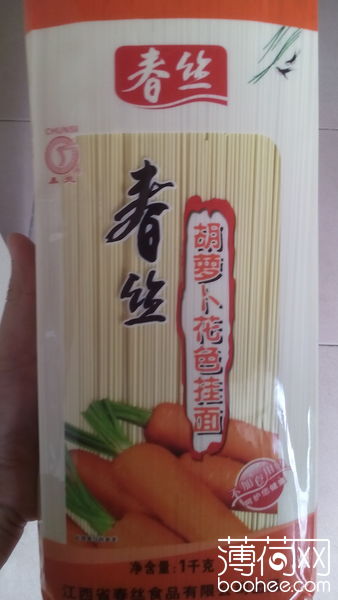 春丝
CHUNSI
春丝
胡萝卜花色挂面
净含量:1千克
江西省春丝食品有限
薄荷网
boohee.com